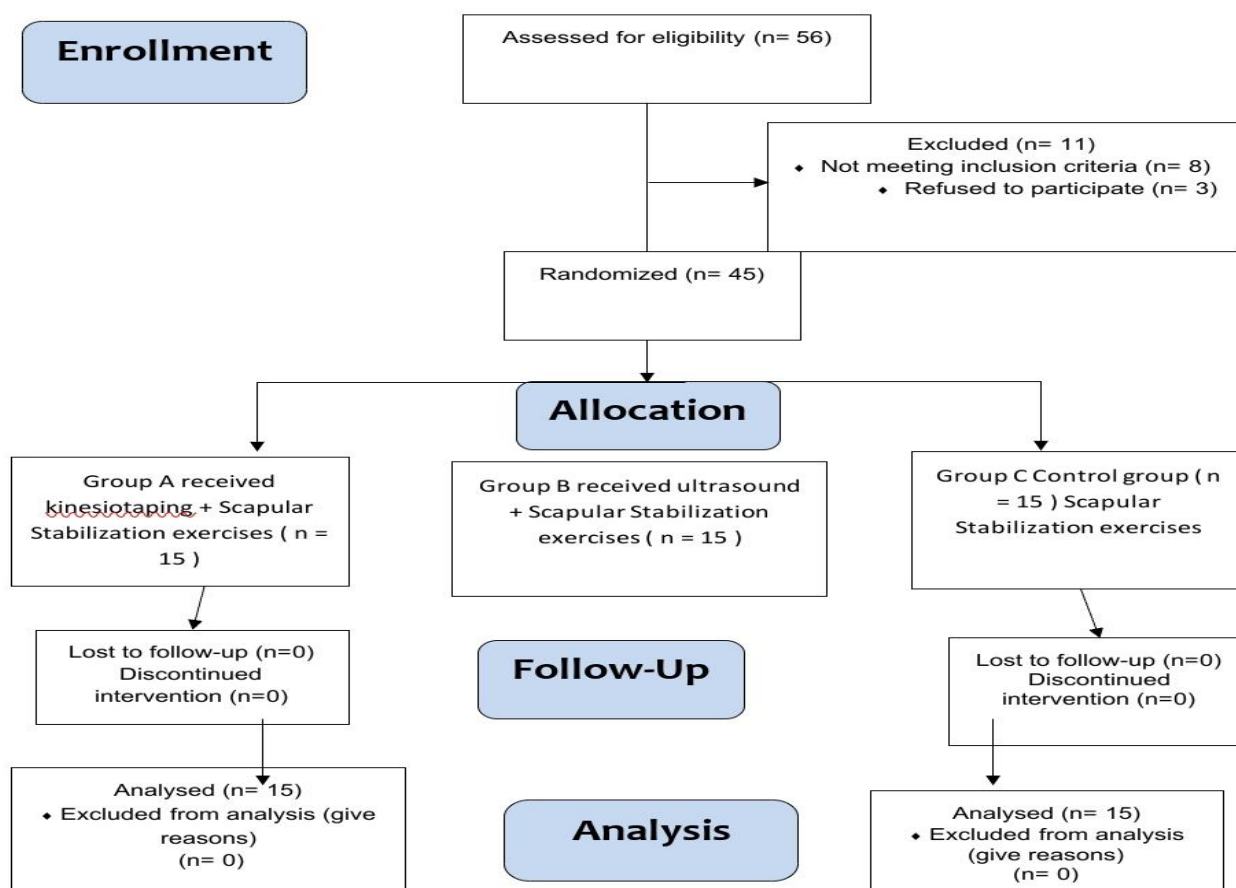 Enrollment
Assessed for eligibility (n= 56)
Excluded (n= 11)
⬧ Not meeting inclusion criteria (n= 8)
⬧ Refused to participate (n= 3)
Randomized (n= 45)
Allocation
Group A received
kinesiotaping + Scapular
Stabilization exercises ( n =
15 )
Group B received ultrasound
+ Scapular Stabilization
exercises ( n = 15 )
Group C Control group ( n
= 15 ) Scapular
Stabilization exercises
Follow-Up
Lost to follow-up (n=0)
Discontinued
intervention (n=0)
Lost to follow-up (n=0)
Discontinued
intervention (n=0)
Analysis
Analysed (n= 15)
⬧ Excluded from analysis (give
reasons)
(n= 0)
Analysed (n= 15)
⬧ Excluded from analysis
(give reasons)
(n= 0)